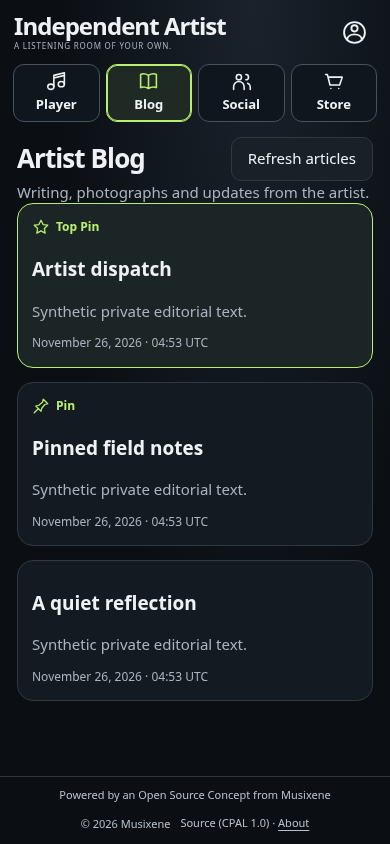 Independent Artist
A LISTENING ROOM OF YOUR OWN.
Player Blog Social Store
Artist Blog
Refresh articles
Writing, photographs and updates from the artist.
Top Pin
Artist dispatch
Synthetic private editorial text.
November 26, 2026 · 04:53 UTC
Pin
Pinned field notes
Synthetic private editorial text.
November 26, 2026 · 04:53 UTC
A quiet reflection
Synthetic private editorial text.
November 26, 2026 · 04:53 UTC
Powered by an Open Source Concept from Musixene
© 2026 Musixene Source (CPAL 1.0) · About